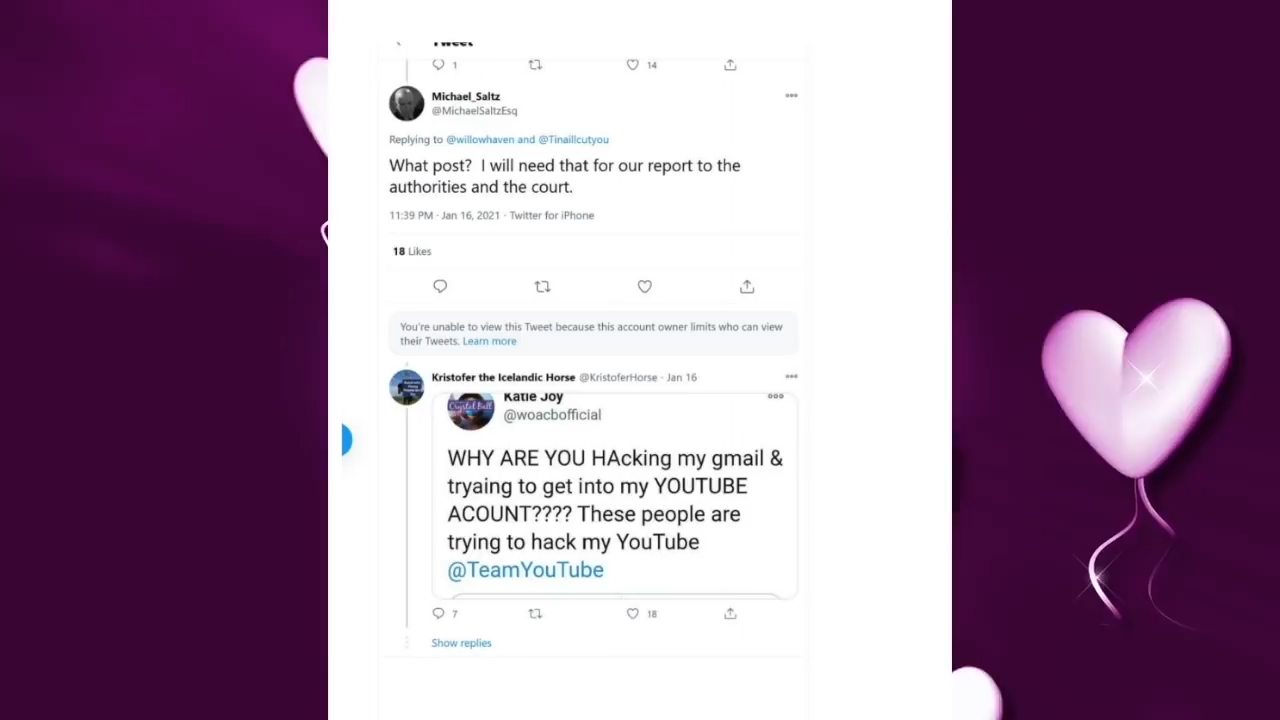 Tweet
1 14
Michael_Saltz
@MichaelSaltzEsq
Replying to @willowhaven and @Tinaillcutyou
What post?  I will need that for our report to the
authorities and the court.
11:39 PM · Jan 16, 2021 · Twitter for iPhone
18 Likes
You're unable to view this Tweet because this account owner limits who can view
their Tweets. Learn more
Kristofer the Icelandic Horse @KristoferHorse · Jan 16
Crystal Ball
Katie Joy
@woacbofficial
WHY ARE YOU HAcking my gmail &
tryaing to get into my YOUTUBE
ACOUNT???? These people are
trying to hack my YouTube
@TeamYouTube
7 18
Show replies